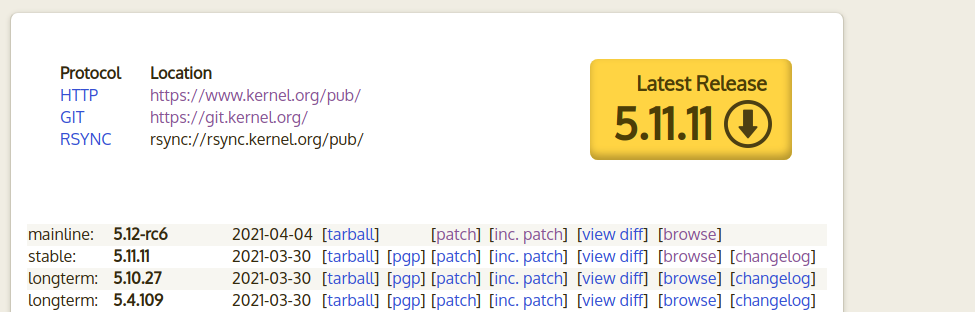 Protocol Location
HTTP https://www.kernel.org/pub/
GIT https://git.kernel.org/
RSYNC rsync://rsync.kernel.org/pub/
Latest Release
5.11.11
mainline: 5.12-rc6 2021-04-04 [tarball] [patch] [inc. patch] [view diff] [browse]
stable: 5.11.11 2021-03-30 [tarball] [pgp] [patch] [inc. patch] [view diff] [browse] [changelog]
longterm: 5.10.27 2021-03-30 [tarball] [pgp] [patch] [inc. patch] [view diff] [browse] [changelog]
longterm: 5.4.109 2021-03-30 [tarball] [pgp] [patch] [inc. patch] [view diff] [browse] [changelog]